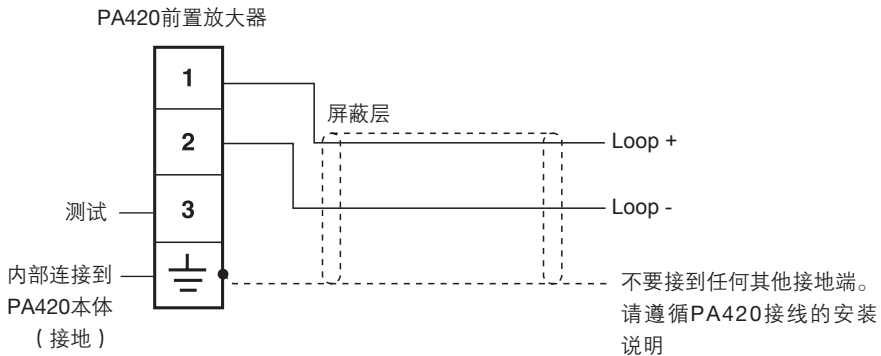 PA420前置放大器
1
屏蔽层
2
Loop +
测试
3
Loop -
内部连接到
PA420本体
（接地）
不要接到任何其他接地端。
请遵循PA420接线的安装
说明